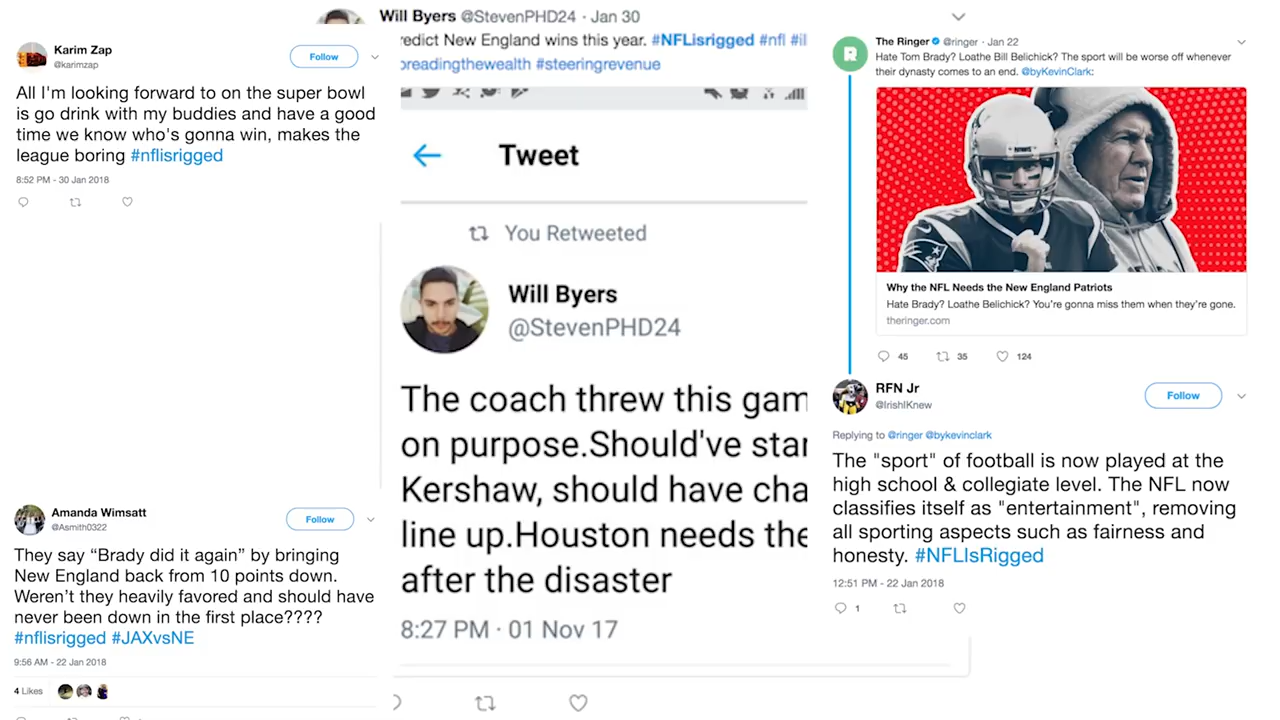 Karim Zap
@karimzap
Follow
All I'm looking forward to on the super bowl
is go drink with my buddies and have a good
time we know who's gonna win, makes the
league boring #nflisrigged
8:52 PM - 30 Jan 2018
Amanda Wimsatt
@Asmith0322
Follow
They say “Brady did it again” by bringing
New England back from 10 points down.
Weren’t they heavily favored and should have
never been down in the first place????
#nflisrigged #JAXvsNE
9:56 AM - 22 Jan 2018
4 Likes
Will Byers @StevenPHD24 · Jan 30
redict New England wins this year. #NFLisrigged #nfl #il
preadingthewealth #steeringrevenue
Tweet
You Retweeted
Will Byers
@StevenPHD24
The coach threw this gam
on purpose.Should've star
Kershaw, should have cha
line up.Houston needs the
after the disaster
8:27 PM · 01 Nov 17
The Ringer @ringer · Jan 22
Hate Tom Brady? Loathe Bill Belichick? The sport will be worse off whenever
their dynasty comes to an end. @byKevinClark:
PATRIOTS
Why the NFL Needs the New England Patriots
Hate Brady? Loathe Belichick? You’re gonna miss them when they’re gone.
theringer.com
45 35 124
RFN Jr
@IrishIKnew
Follow
Replying to @ringer @bykevinclark
The "sport" of football is now played at the
high school & collegiate level. The NFL now
classifies itself as "entertainment", removing
all sporting aspects such as fairness and
honesty. #NFLIsRigged
12:51 PM - 22 Jan 2018
1